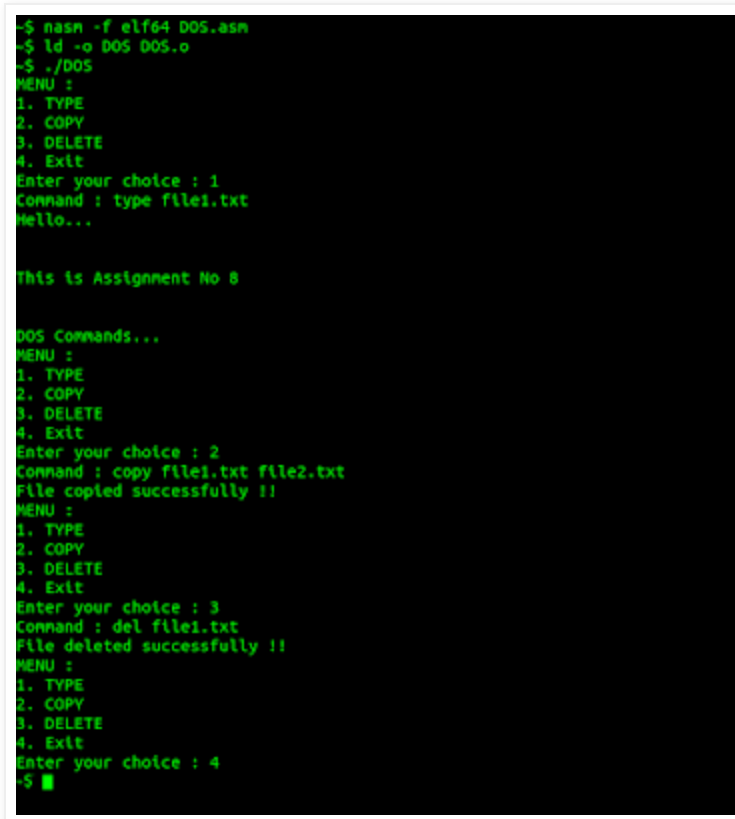 ~$ nasm -f elf64 DOS.asm
~$ ld -o DOS DOS.o
~$ ./DOS
MENU :
1. TYPE
2. COPY
3. DELETE
4. Exit
Enter your choice : 1
Command : type file1.txt
Hello...
This is Assignment No 8
DOS Commands...
MENU :
1. TYPE
2. COPY
3. DELETE
4. Exit
Enter your choice : 2
Command : copy file1.txt file2.txt
File copied successfully !!
MENU :
1. TYPE
2. COPY
3. DELETE
4. Exit
Enter your choice : 3
Command : del file1.txt
File deleted successfully !!
MENU :
1. TYPE
2. COPY
3. DELETE
4. Exit
Enter your choice : 4
~$